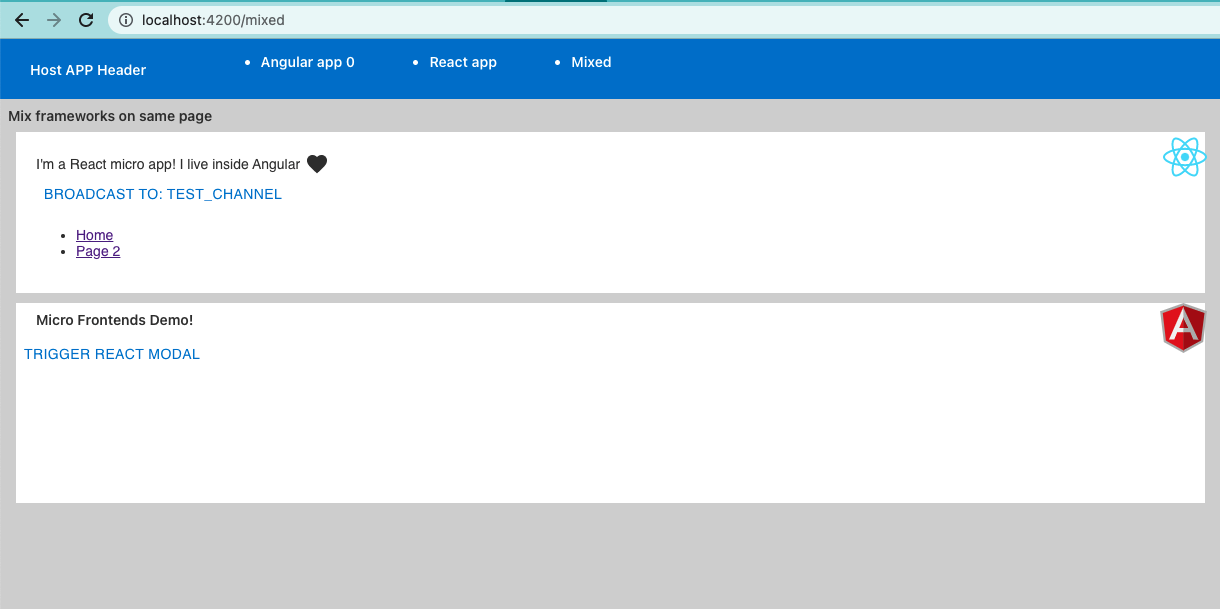 localhost:4200/mixed
Host APP Header
Angular app 0
React app
Mixed
Mix frameworks on same page
I'm a React micro app! I live inside Angular
BROADCAST TO: TEST_CHANNEL
Home
Page 2
Micro Frontends Demo!
A
TRIGGER REACT MODAL